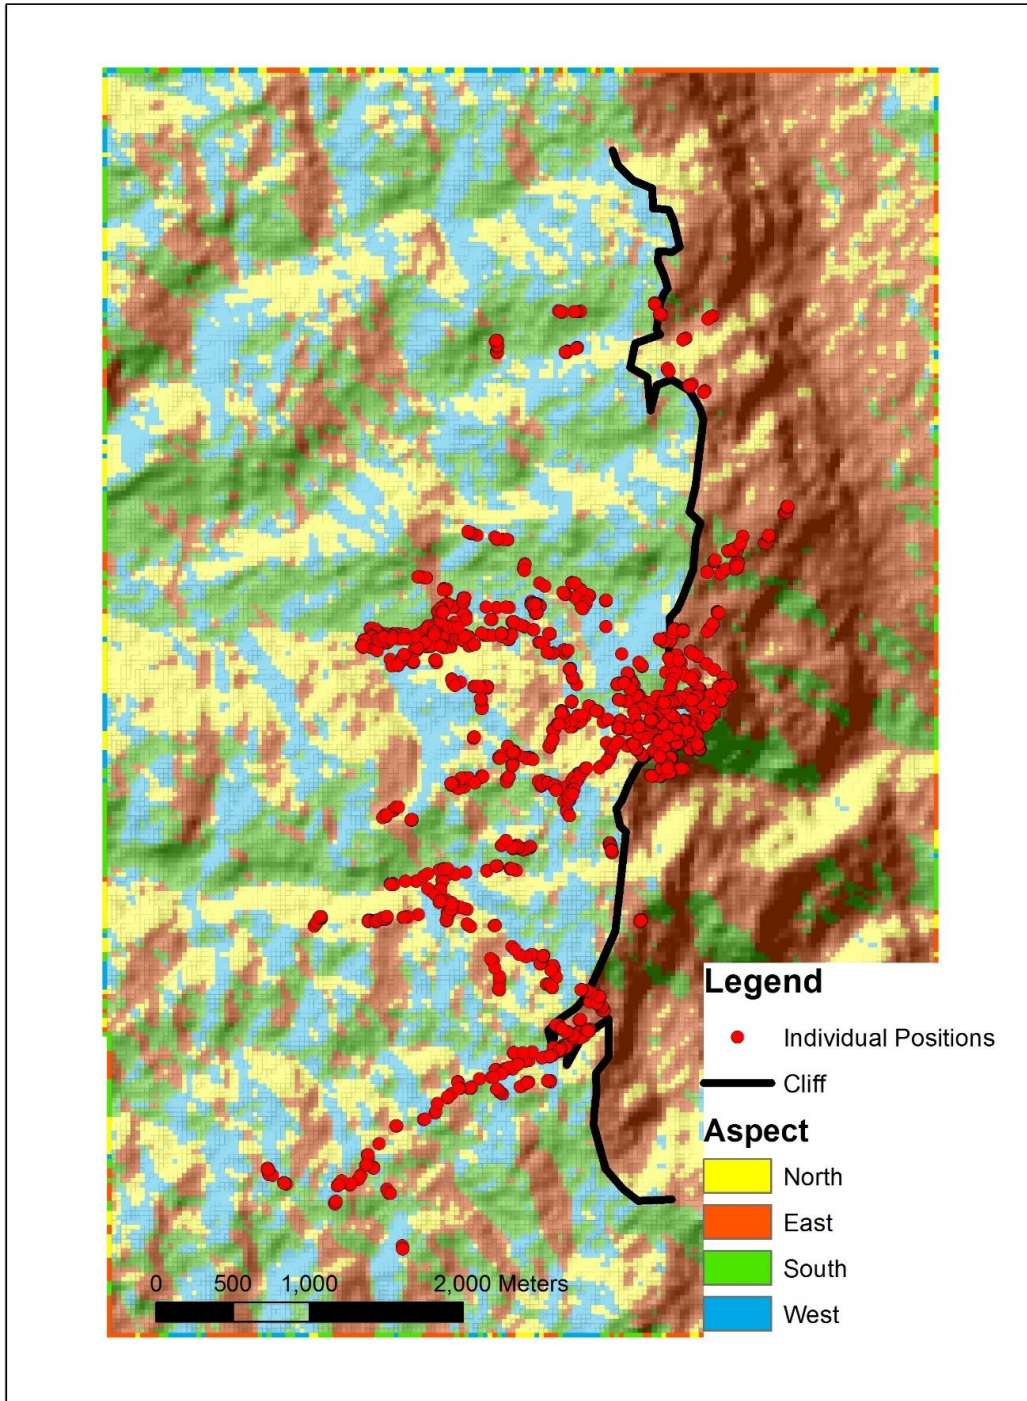 Legend
Individual Positions
Cliff
Aspect
North
East
South
West
0 500 1,000 2,000 Meters